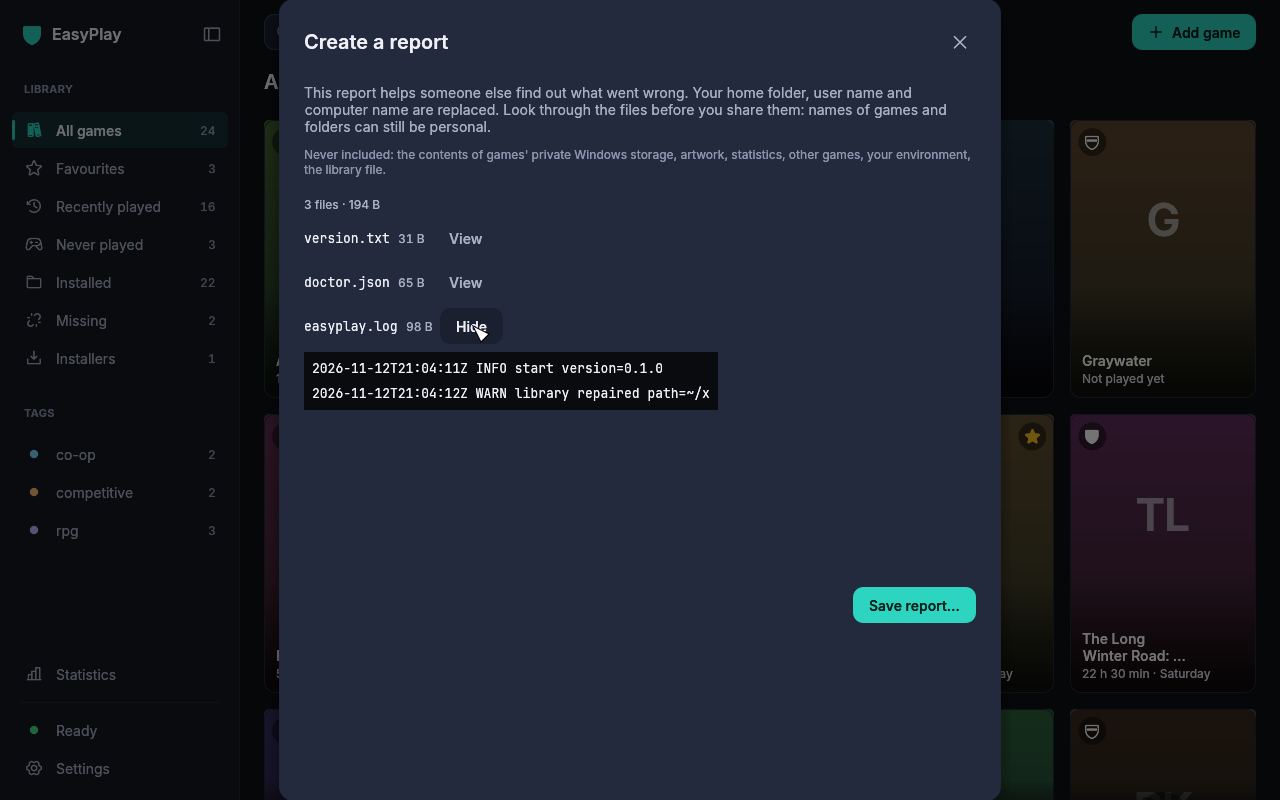 EasyPlay
Create a report
Add game
This report helps someone else find out what went wrong. Your home folder, user name and
computer name are replaced. Look through the files before you share them: names of games and
folders can still be personal.
Never included: the contents of games' private Windows storage, artwork, statistics, other games, your environment,
the library file.
3 files · 194 B
version.txt 31 B View
doctor.json 65 B View
easyplay.log 98 B Hide
2026-11-12T21:04:11Z INFO start version=0.1.0
2026-11-12T21:04:12Z WARN library repaired path=~/x
Save report...
LIBRARY
All games 24
Favourites 3
Recently played 16
Never played 3
Installed 22
Missing 2
Installers 1
TAGS
co-op 2
competitive 2
rpg 3
Statistics
Ready
Settings
G
Graywater
Not played yet
TL
The Long
Winter Road: ...
22 h 30 min · Saturday